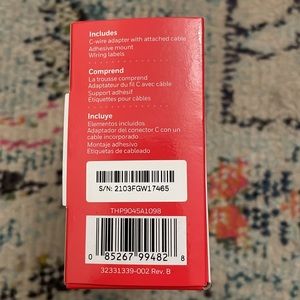 Includes
C-wire adapter with attached cable
Adhesive mount
Wiring labels
Comprend
La trousse comprend
Adaptateur du fil C avec câble
Support adhésif
Étiquettes pour câbles
Incluye
Elementos incluidos
Adaptador del conector C con un
cable incorporado
Montaje adhesivo
Etiquetas de cableado
S/N: 2103FGW17465
THP9045A1098
0 85267 99482 8
32331339-002 Rev. B